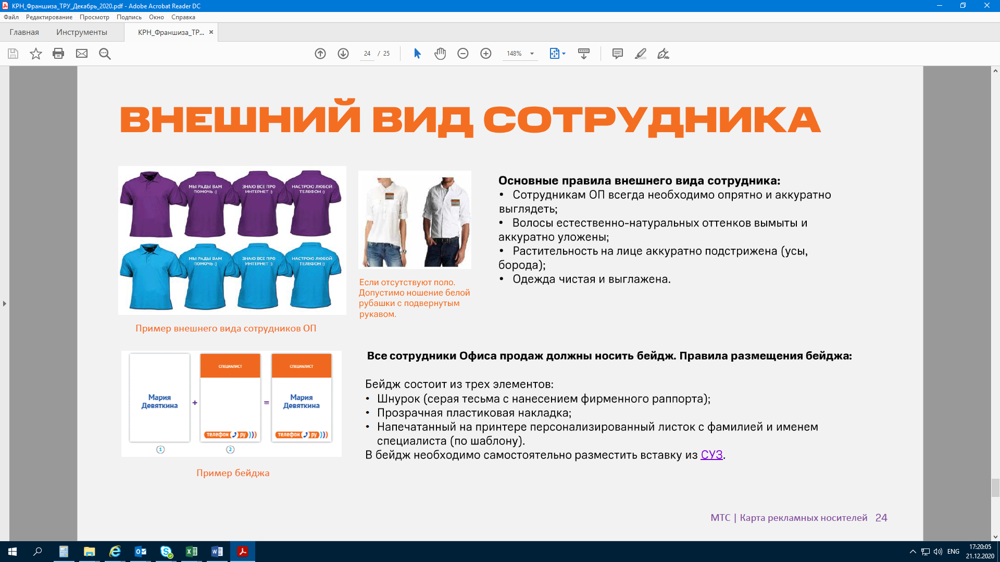 КРН_Франшиза_ТРУ_Декабрь_2020.pdf - Adobe Acrobat Reader DC
Файл Редактирование Просмотр Подпись Окно Справка
Главная Инструменты КРН_Франшиза_ТР... ×
24 / 25 148%
ВНЕШНИЙ ВИД СОТРУДНИКА
МЫ РАДЫ ВАМ
ПОМОЧЬ :)
ЗНАЮ ВСЕ ПРО
ИНТЕРНЕТ :)
НАСТРОЮ ЛЮБОЙ
ТЕЛЕФОН :)
МЫ РАДЫ ВАМ
ПОМОЧЬ :)
ЗНАЮ ВСЕ ПРО
ИНТЕРНЕТ :)
НАСТРОЮ ЛЮБОЙ
ТЕЛЕФОН :)
Пример внешнего вида сотрудников ОП
Если отсутствуют поло.
Допустимо ношение белой
рубашки с подвернутым
рукавом.
Основные правила внешнего вида сотрудника:
• Сотрудникам ОП всегда необходимо опрятно и аккуратно
выглядеть;
• Волосы естественно-натуральных оттенков вымыты и
аккуратно уложены;
• Растительность на лице аккуратно подстрижена (усы,
борода);
• Одежда чистая и выглажена.
Мария
Девяткина
+
СПЕЦИАЛИСТ
телефон.ру
=
СПЕЦИАЛИСТ
Мария
Девяткина
телефон.ру
1
2
Пример бейджа
Все сотрудники Офиса продаж должны носить бейдж. Правила размещения бейджа:
Бейдж состоит из трех элементов:
• Шнурок (серая тесьма с нанесением фирменного раппорта);
• Прозрачная пластиковая накладка;
• Напечатанный на принтере персонализированный листок с фамилией и именем
специалиста (по шаблону).
В бейдж необходимо самостоятельно разместить вставку из СУЗ.
МТС | Карта рекламных носителей 24
ENG
17:20:05
21.12.2020